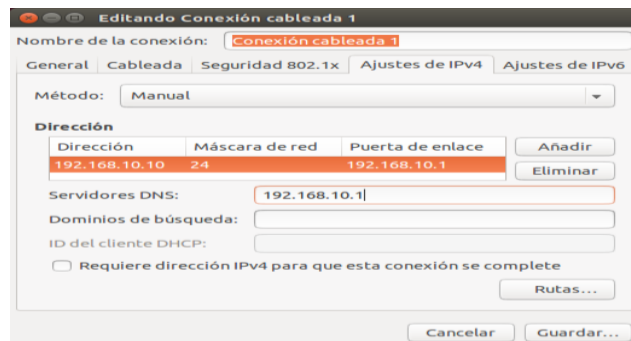 Editando Conexión cableada 1
Nombre de la conexión: Conexión cableada 1
General Cableada Seguridad 802.1x Ajustes de IPv4 Ajustes de IPv6
Método: Manual
Dirección
Dirección Máscara de red Puerta de enlace Añadir
192.168.10.10 24 192.168.10.1 Eliminar
Servidores DNS: 192.168.10.1
Dominios de búsqueda:
ID del cliente DHCP:
Requiere dirección IPv4 para que esta conexión se complete
Rutas...
Cancelar Guardar...